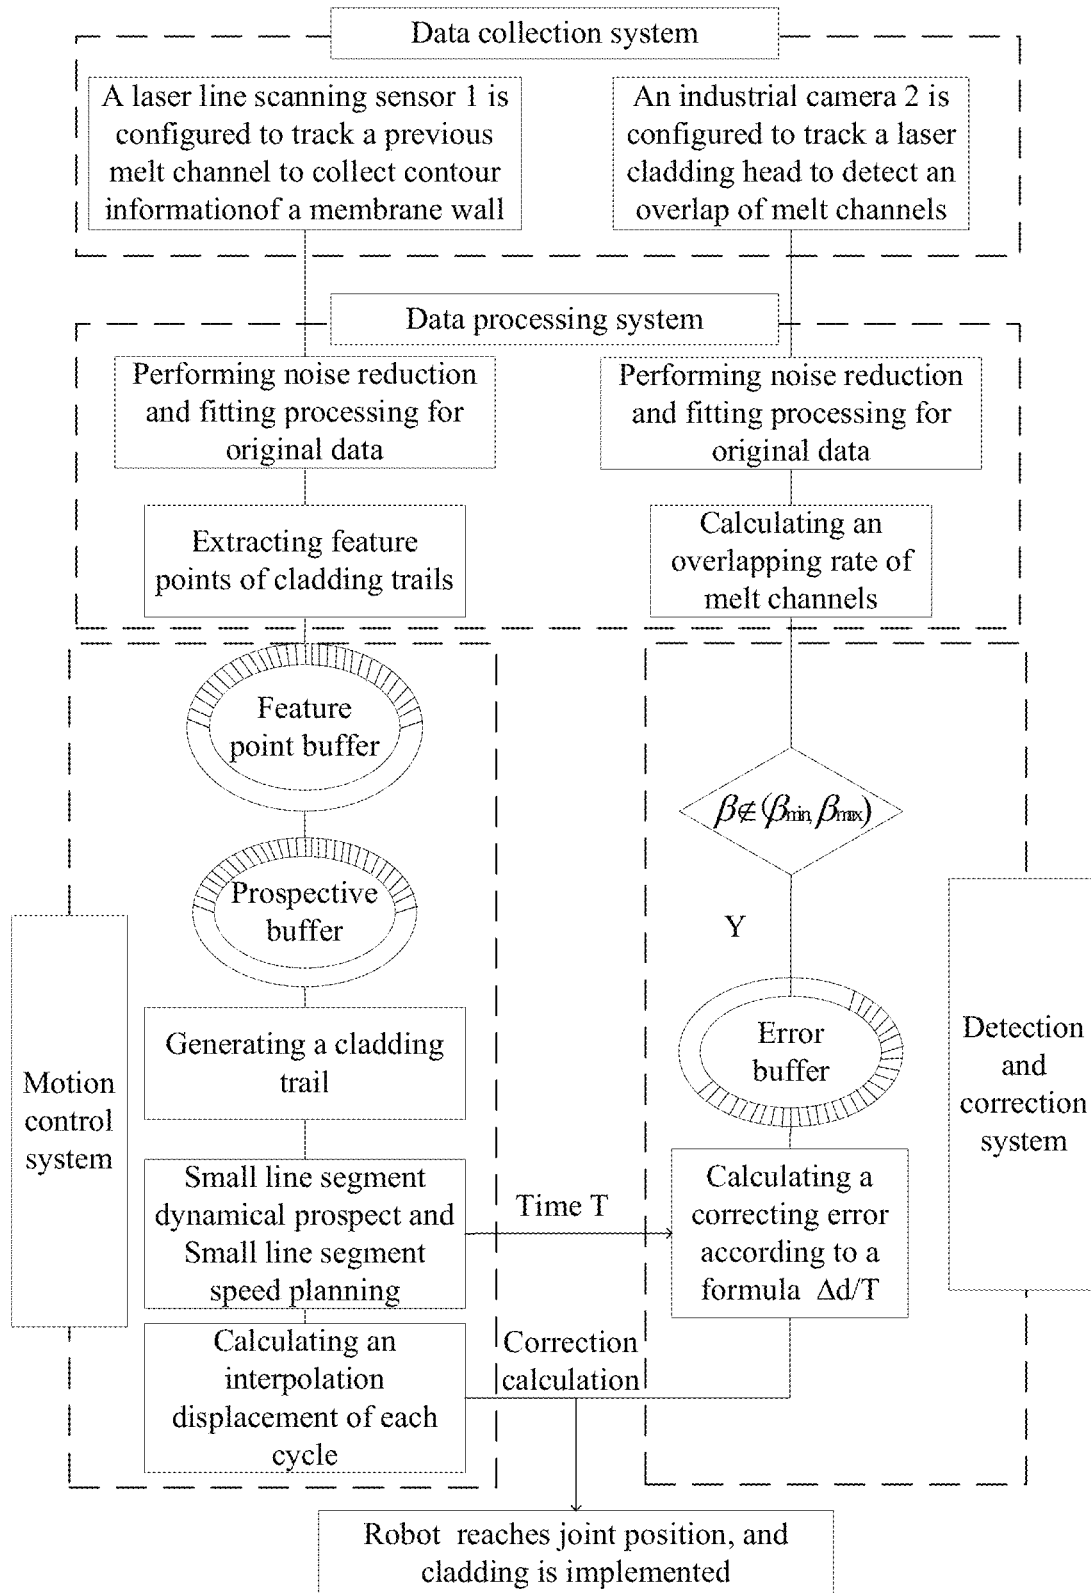 Data collection system
A laser line scanning sensor 1 is
configured to track a previous
melt channel to collect contour
informationof a membrane wall
An industrial camera 2 is
configured to track a laser
cladding head to detect an
overlap of melt channels
Data processing system
Performing noise reduction
and fitting processing for
original data
Performing noise reduction
and fitting processing for
original data
Extracting feature
points of cladding trails
Calculating an
overlapping rate of
melt channels
Feature
point buffer
Prospective
buffer
Generating a cladding
trail
Motion
control
system
Small line segment
dynamical prospect and
Small line segment
speed planning
Calculating an
interpolation
displacement of each
cycle
β∉(βmin, βmax)
Y
Error
buffer
Detection
and
correction
system
Time T
Calculating a
correcting error
according to a
formula Δd/T
Correction
calculation
Robot reaches joint position, and
cladding is implemented